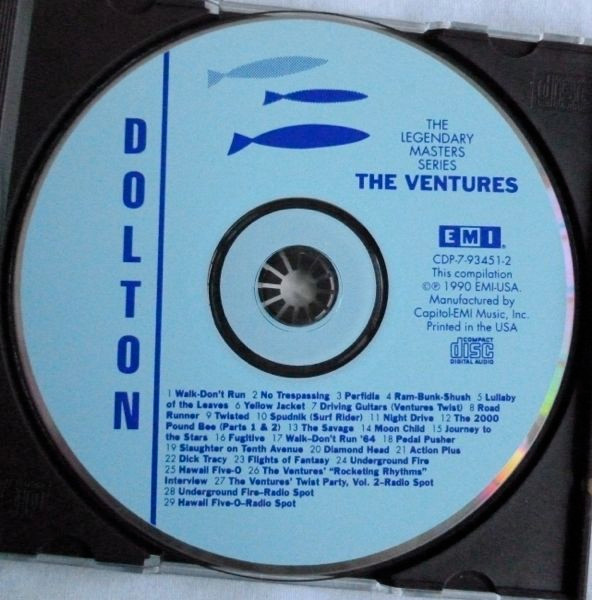 DOLTON
THE
LEGENDARY
MASTERS
SERIES
THE VENTURES
EMI®
CDP-7-93451-2
This compilation
©℗ 1990 EMI-USA.
Manufactured by
Capitol-EMI Music, Inc.
Printed in the USA
COMPACT
disc
DIGITAL AUDIO
1 Walk-Don't Run 2 No Trespassing 3 Perfidia 4 Ram-Bunk-Shush 5 Lullaby
of the Leaves 6 Yellow Jacket 7 Driving Guitars (Ventures Twist) 8 Road
Runner 9 Twisted 10 Spudnik (Surf Rider) 11 Night Drive 12 The 2000
Pound Bee (Parts 1 & 2) 13 The Savage 14 Moon Child 15 Journey to
the Stars 16 Fugitive 17 Walk-Don't Run '64 18 Pedal Pusher
19 Slaughter on Tenth Avenue 20 Diamond Head 21 Action Plus
22 Dick Tracy 23 Flights of Fantasy 24 Underground Fire
25 Hawaii Five-O 26 The Ventures' "Rocketing Rhythms"
Interview 27 The Ventures' Twist Party, Vol. 2–Radio Spot
28 Underground Fire–Radio Spot
29 Hawaii Five-O–Radio Spot
disc